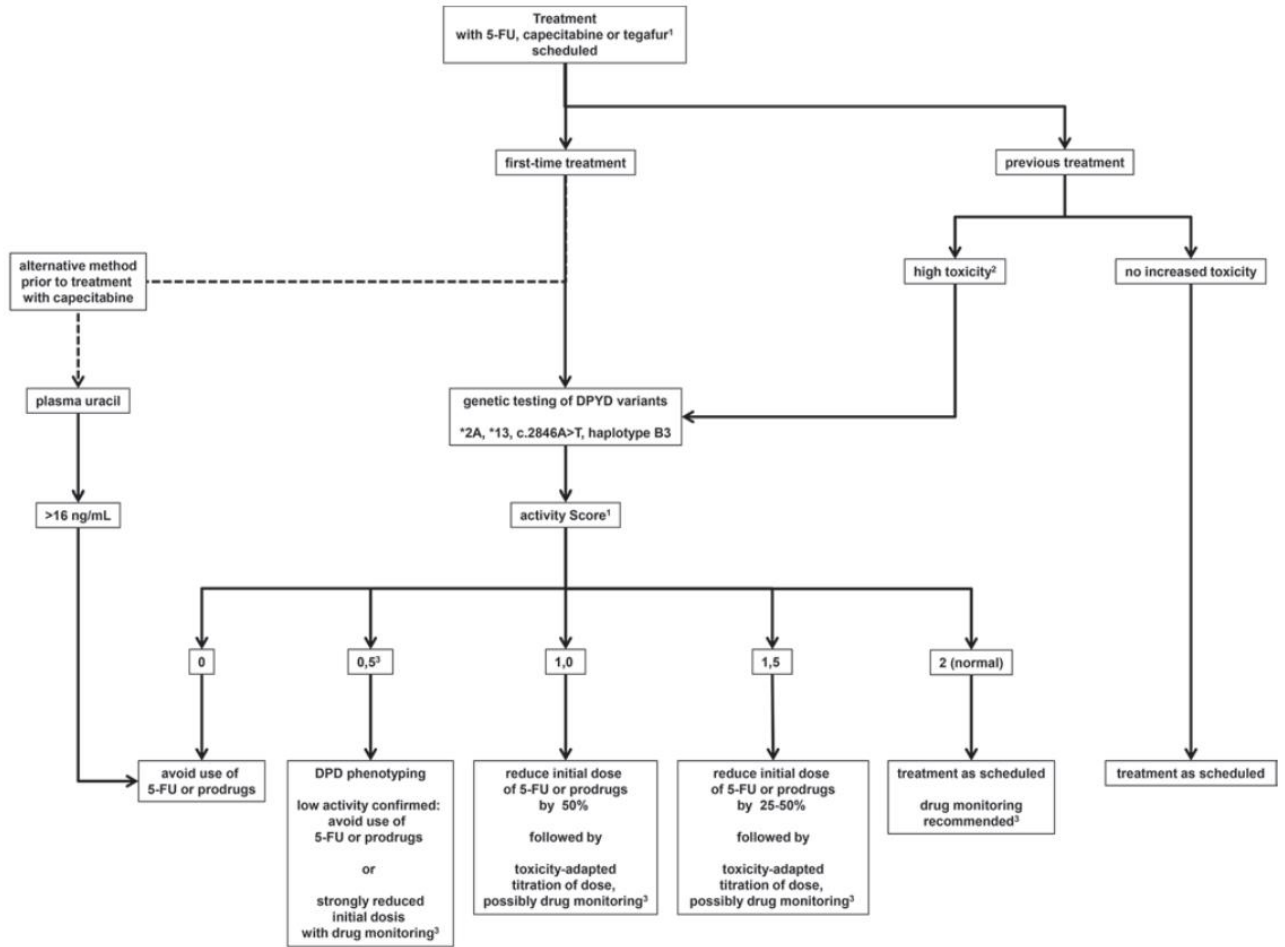 Treatment
with 5-FU, capecitabine or tegafur¹
scheduled
first-time treatment
previous treatment
alternative method
prior to treatment
with capecitabine
high toxicity²
no increased toxicity
plasma uracil
genetic testing of DPYD variants
*2A, *13, c.2846A>T, haplotype B3
>16 ng/mL
activity Score¹
0
0,5³
1,0
1,5
2 (normal)
avoid use of
5-FU or prodrugs
DPD phenotyping
low activity confirmed:
avoid use of
5-FU or prodrugs
or
strongly reduced
initial dosis
with drug monitoring³
reduce initial dose
of 5-FU or prodrugs
by 50%
followed by
toxicity-adapted
titration of dose,
possibly drug monitoring³
reduce initial dose
of 5-FU or prodrugs
by 25-50%
followed by
toxicity-adapted
titration of dose,
possibly drug monitoring³
treatment as scheduled
drug monitoring
recommended³
treatment as scheduled